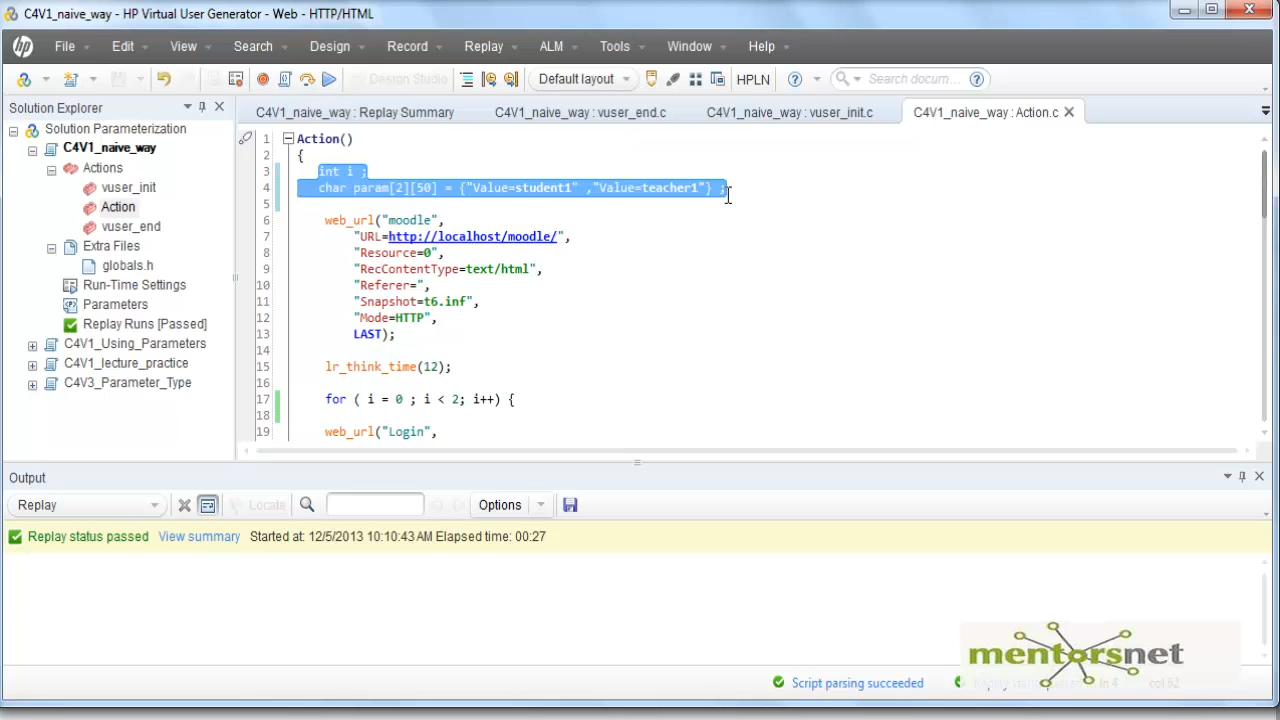 C4V1_naive_way - HP Virtual User Generator - Web - HTTP/HTML
hp File Edit View Search Design Record Replay ALM Tools Window Help
Design Studio Default layout HPLN ? Search docum... ?
Solution Explorer
C4V1_naive_way : Replay Summary C4V1_naive_way : vuser_end.c C4V1_naive_way : vuser_init.c C4V1_naive_way : Action.c
Solution Parameterization
C4V1_naive_way
Actions
vuser_init
Action
vuser_end
Extra Files
globals.h
Run-Time Settings
Parameters
Replay Runs [Passed]
C4V1_Using_Parameters
C4V1_lecture_practice
C4V3_Parameter_Type
1 Action()
2 {
3 int i ;
4 char param[2][50] = {"Value=student1" ,"Value=teacher1"} ;
5
6 web_url("moodle",
7 "URL=http://localhost/moodle/",
8 "Resource=0",
9 "RecContentType=text/html",
10 "Referer=",
11 "Snapshot=t6.inf",
12 "Mode=HTTP",
13 LAST);
14
15 lr_think_time(12);
16
17 for ( i = 0 ; i < 2; i++) {
18
19 web_url("Login",
Output
Replay Locate Options
Replay status passed View summary Started at: 12/5/2013 10:10:43 AM Elapsed time: 00:27
mentorsnet
Script parsing succeeded